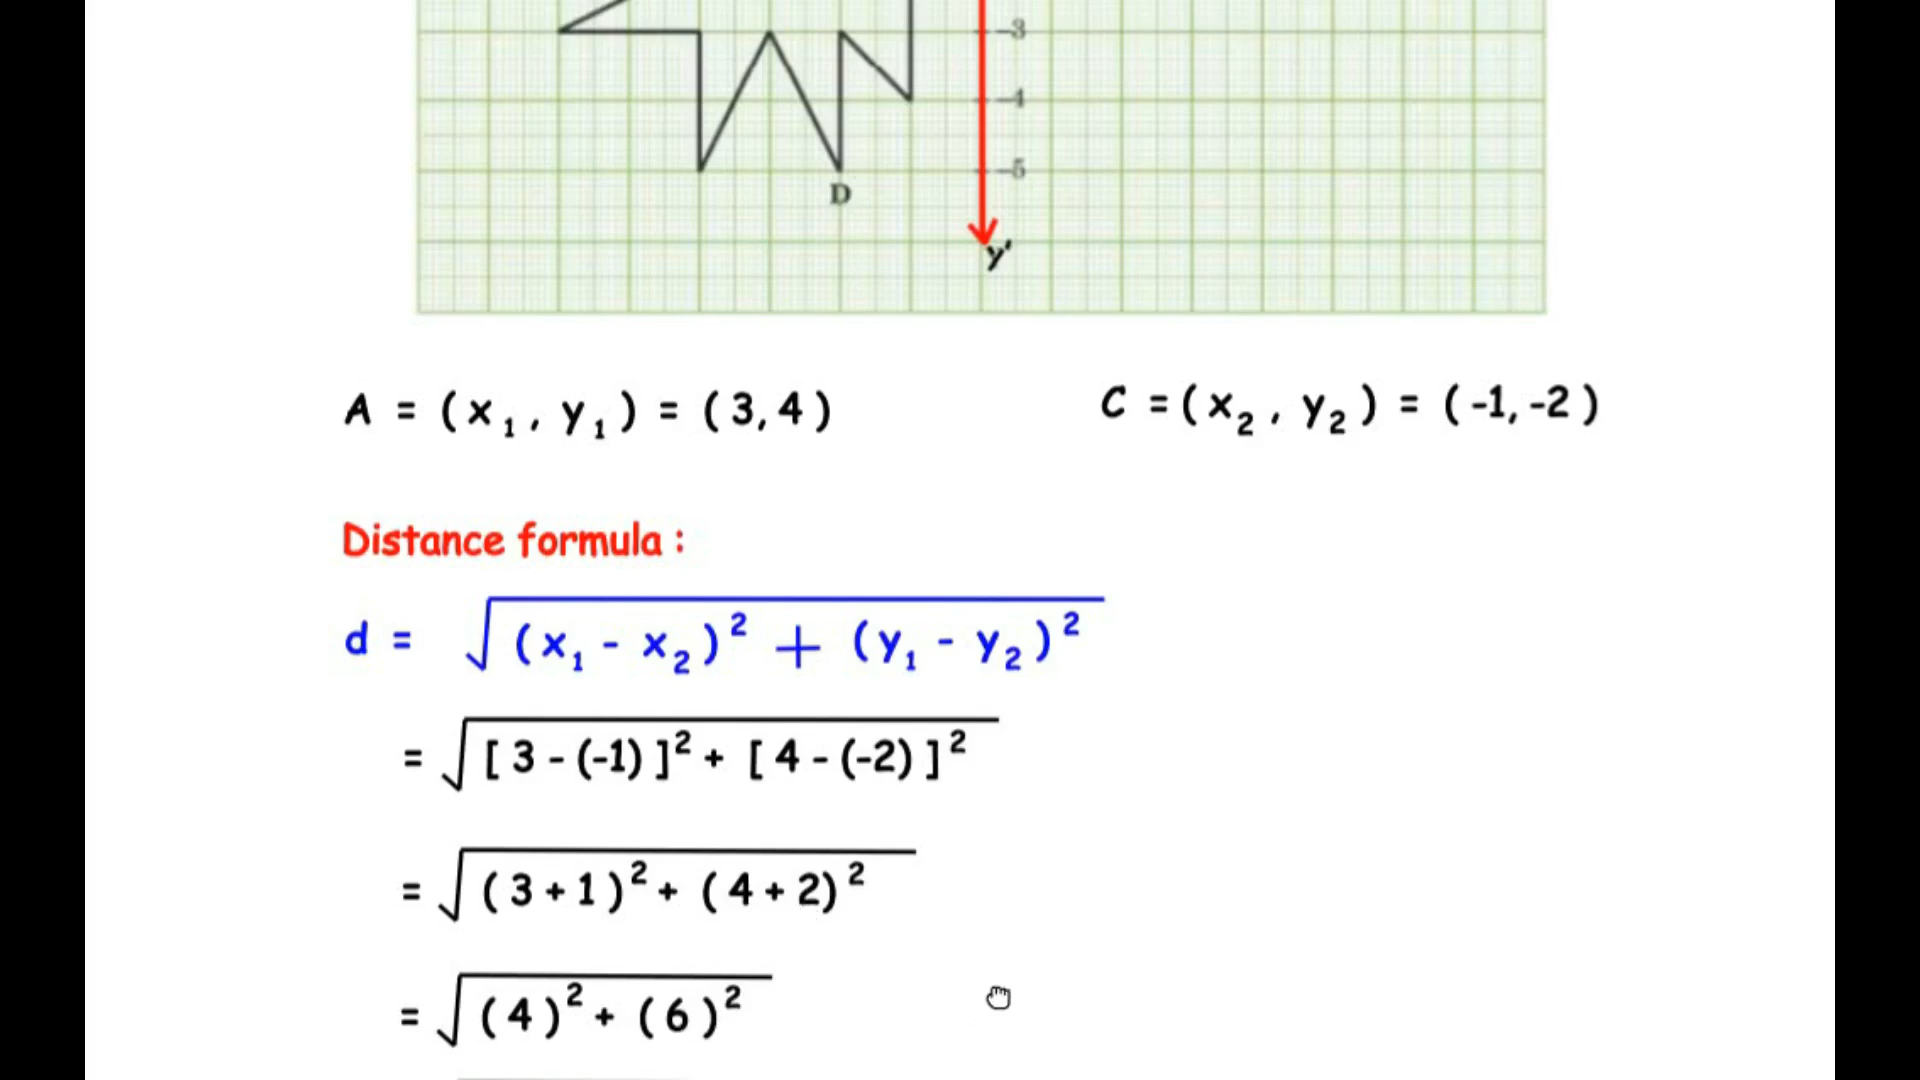 -3
-4
-5
D
y'
A = ( x₁ , y₁ ) = ( 3, 4 )
C = ( x₂ , y₂ ) = ( -1, -2 )
Distance formula :
d = √( x₁ - x₂ )² + ( y₁ - y₂ )²
= √[ 3 - (-1) ]² + [ 4 - (-2) ]²
= √( 3 + 1 )² + ( 4 + 2)²
= √( 4 )² + ( 6 )²